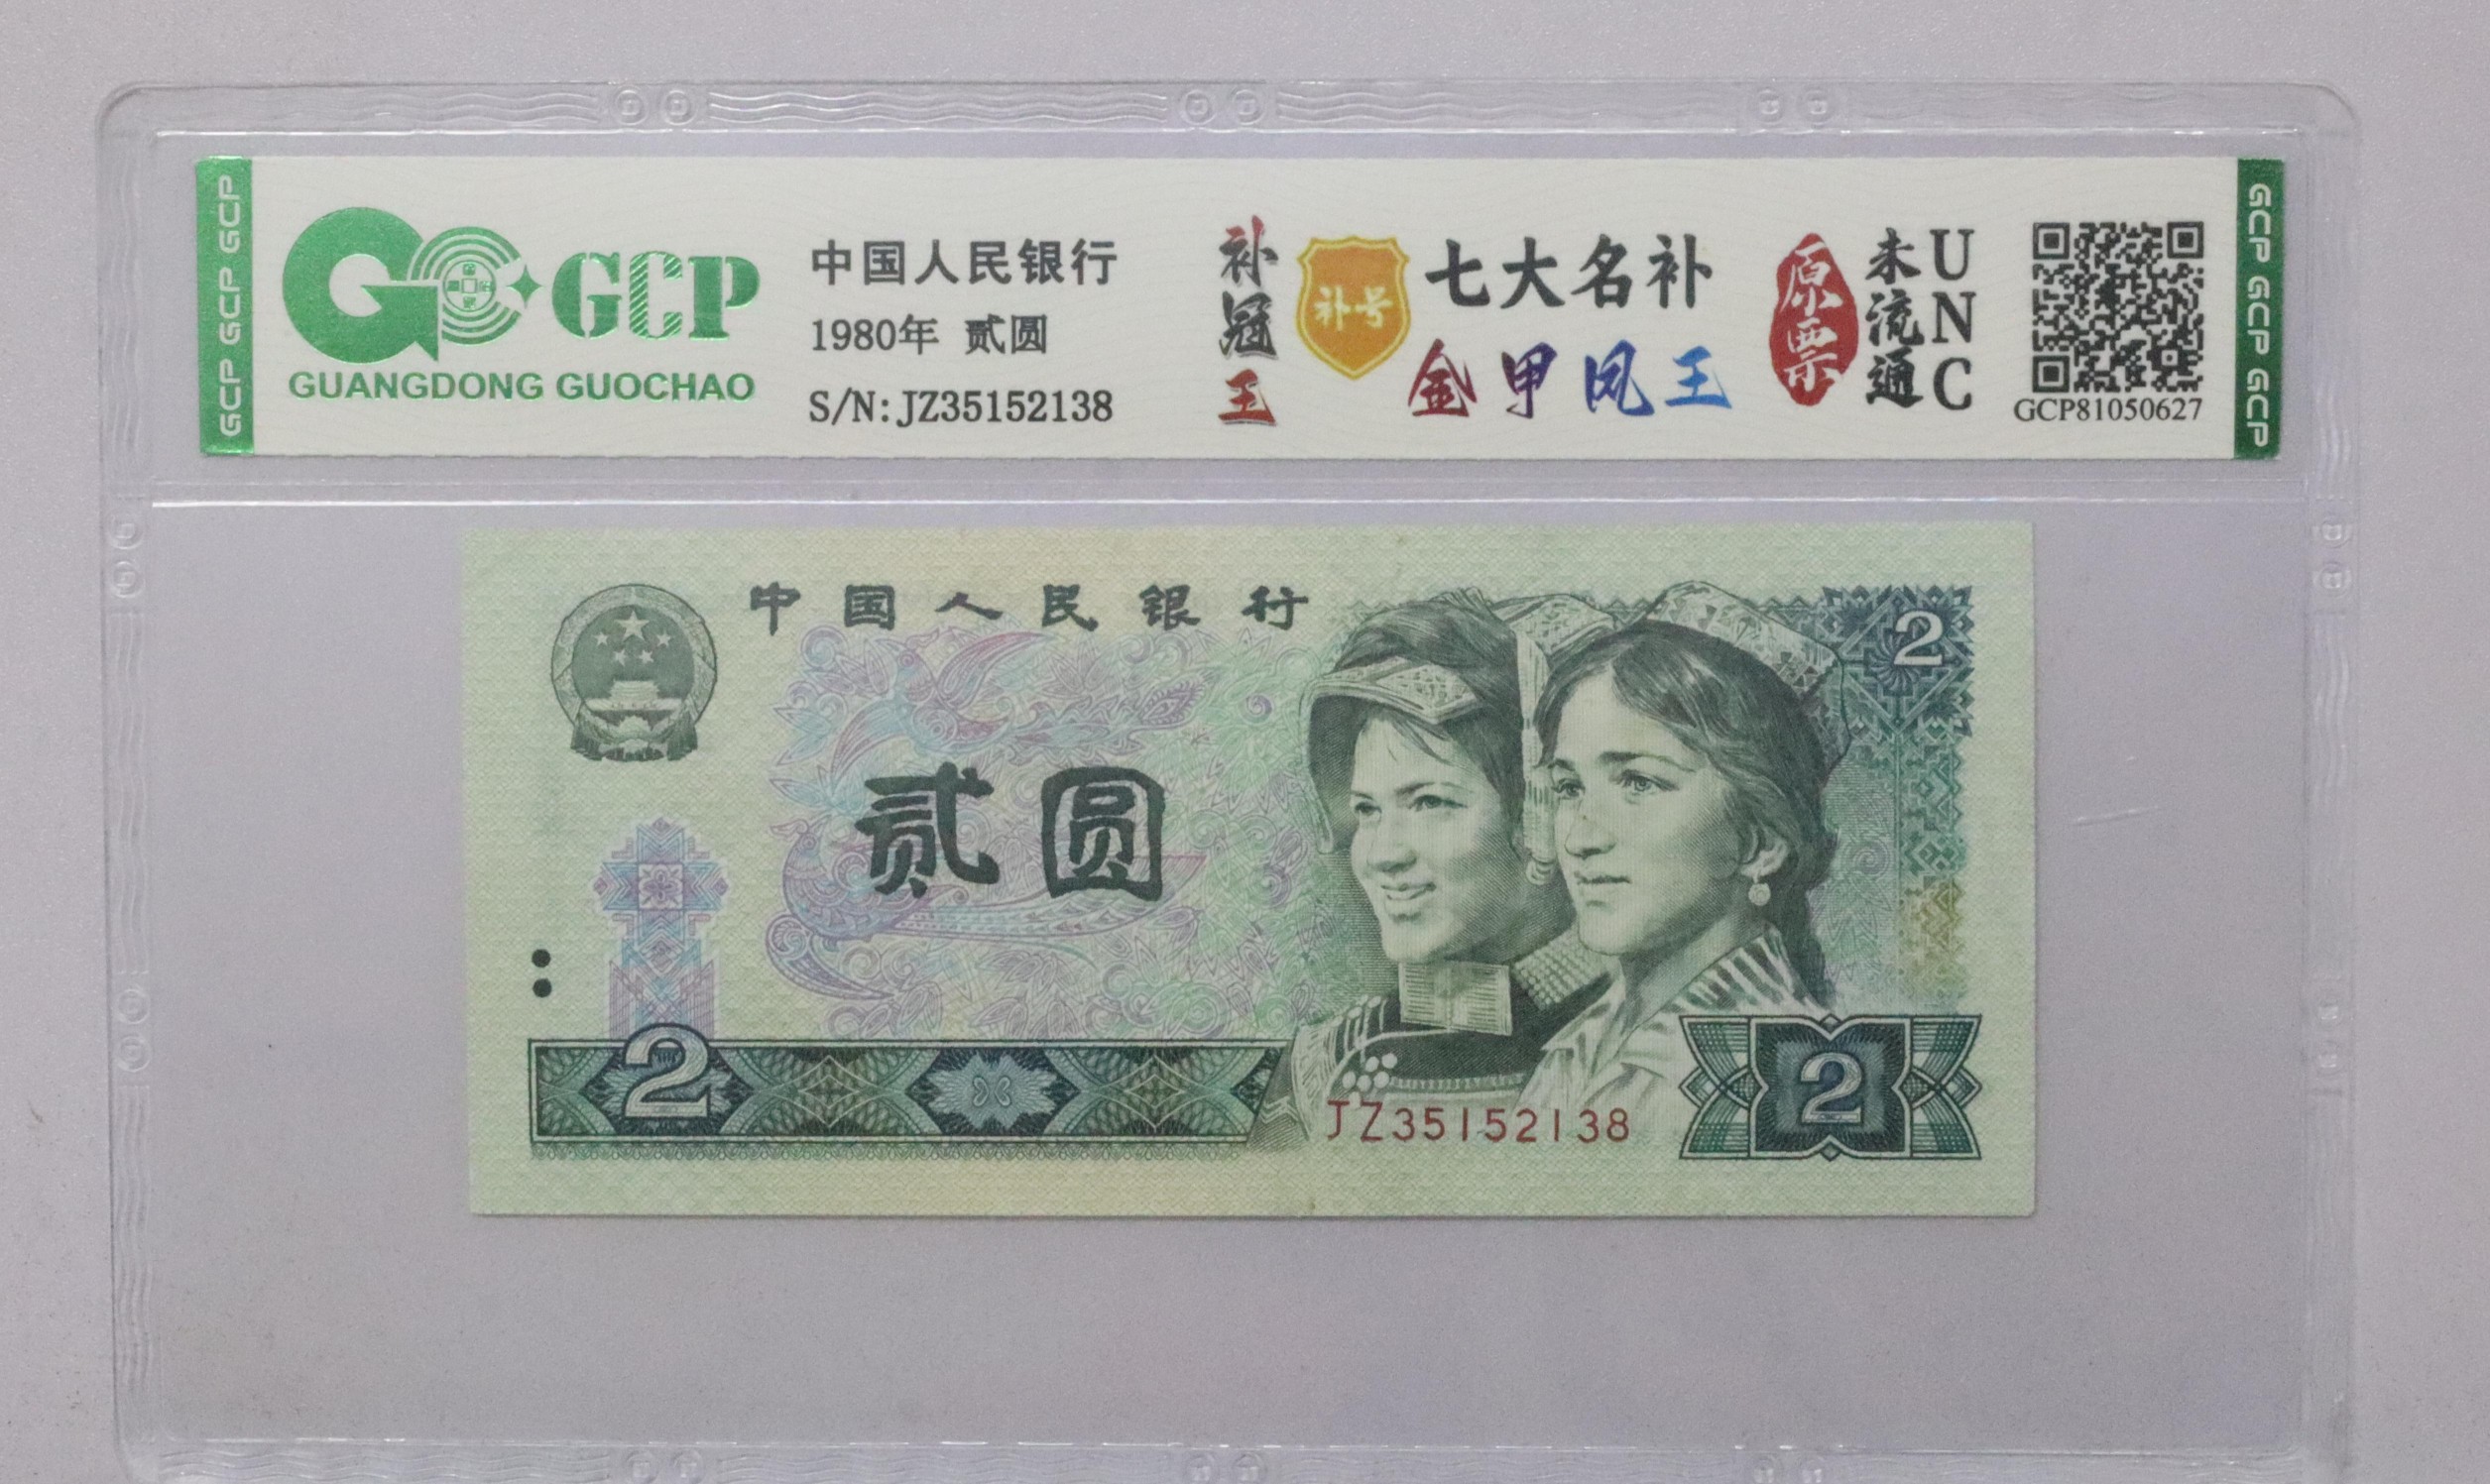 GCP GCP GCP GCP
GCP
GUANGDONG GUOCHAO
中国人民银行
1980年 贰圆
S/N: JZ35152138
补冠王
补号
七大名补
金甲凤王
原票
未流通
UNC
GCP81050627
GCP GCP GCP GCP
中国人民银行
2
贰圆
2
JZ35152138
2